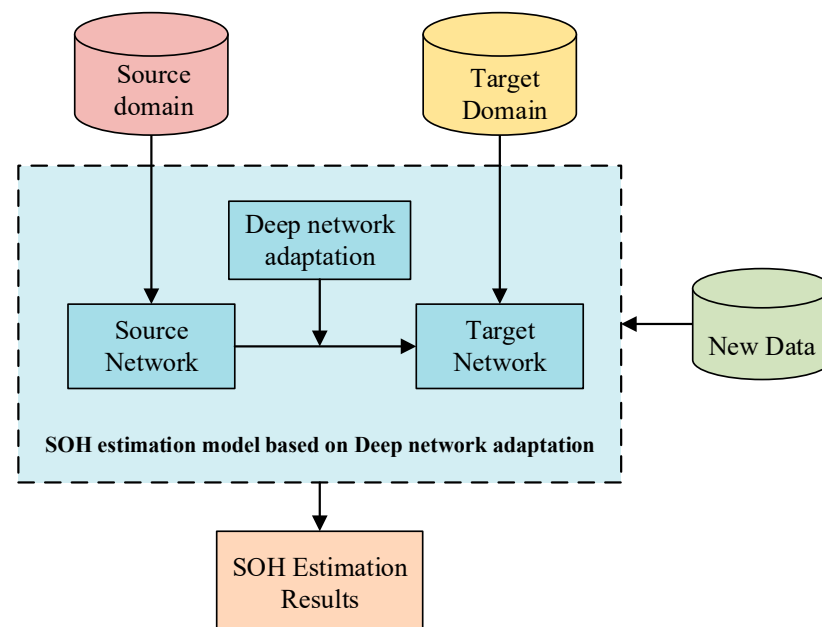 Source
domain
Target
Domain
Deep network
adaptation
Source
Network
Target
Network
New Data
SOH estimation model based on Deep network adaptation
SOH Estimation
Results